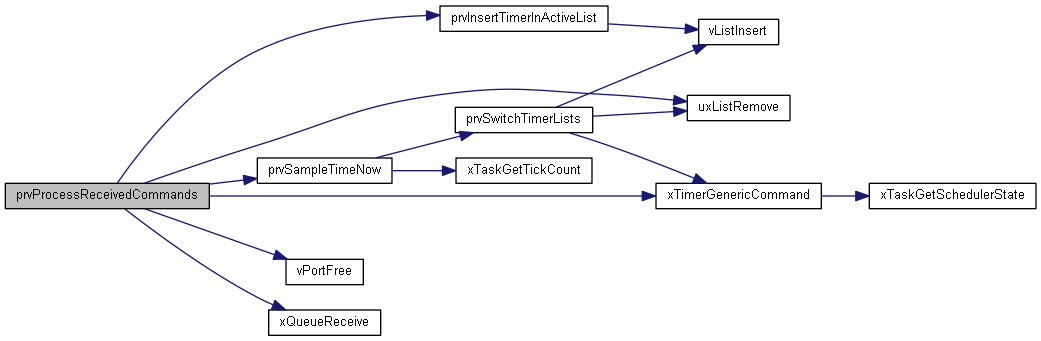 prvInsertTimerInActiveList
vListInsert
uxListRemove
prvSwitchTimerLists
prvSampleTimeNow
xTaskGetTickCount
prvProcessReceivedCommands
xTimerGenericCommand
xTaskGetSchedulerState
vPortFree
xQueueReceive